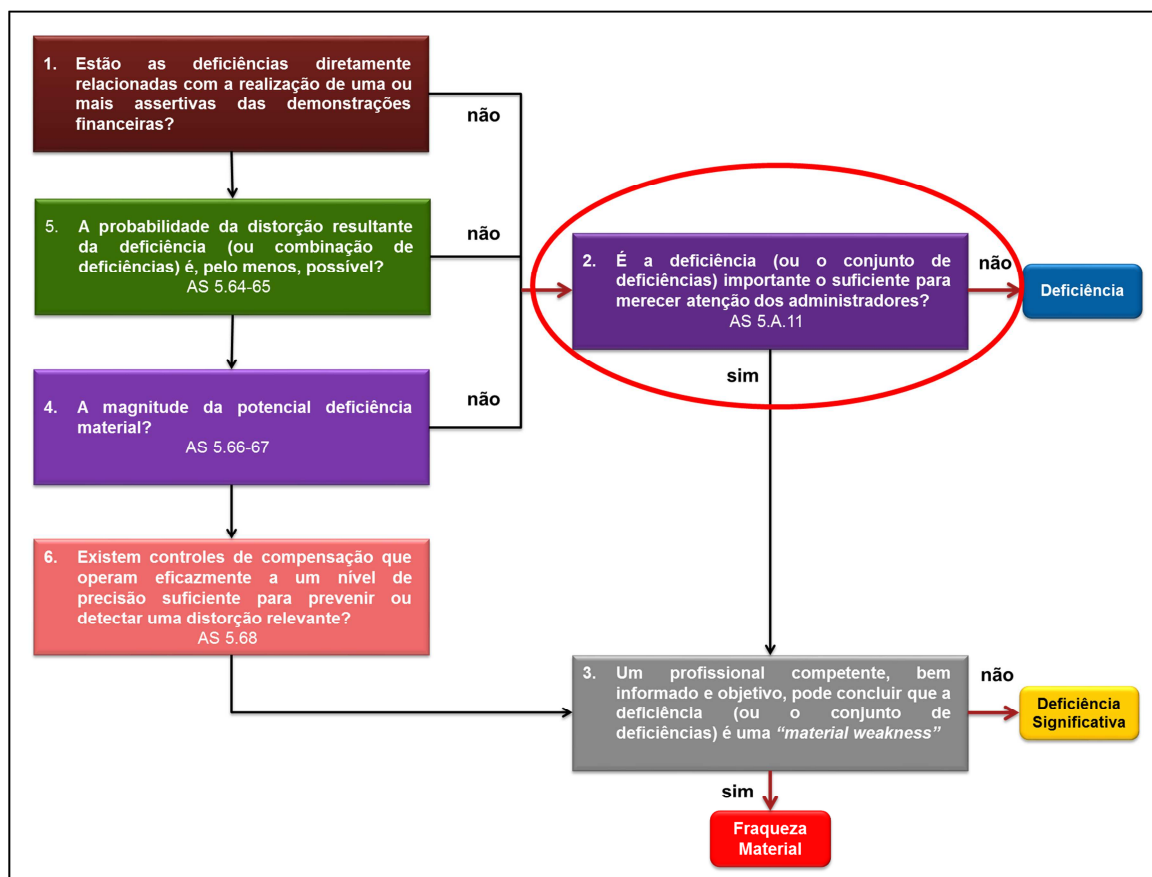 1. Estão as deficiências diretamente
relacionadas com a realização de uma ou
mais assertivas das demonstrações
financeiras?
não
5. A probabilidade da distorção resultante
da deficiência (ou combinação de
deficiências) é, pelo menos, possível?
AS 5.64-65
não
2. É a deficiência (ou o conjunto de
deficiências) importante o suficiente para
merecer atenção dos administradores?
AS 5.A.11
não
Deficiência
sim
4. A magnitude da potencial deficiência
material?
AS 5.66-67
não
6. Existem controles de compensação que
operam eficazmente a um nível de
precisão suficiente para prevenir ou
detectar uma distorção relevante?
AS 5.68
3. Um profissional competente, bem
informado e objetivo, pode concluir que a
deficiência (ou o conjunto de
deficiências) é uma “material weakness”
não
Deficiência
Significativa
sim
Fraqueza
Material